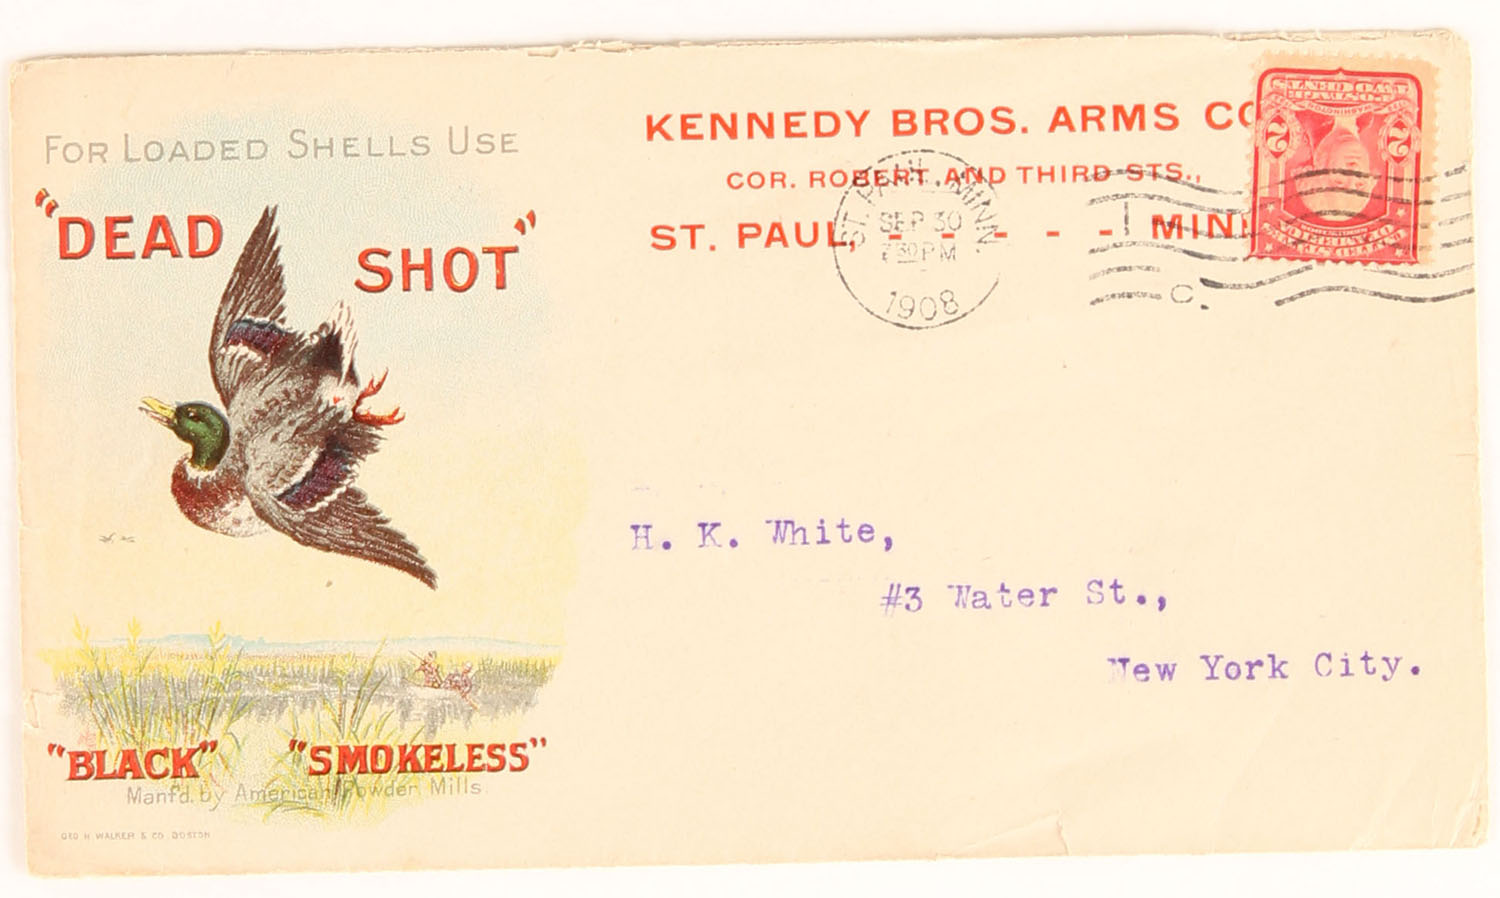 FOR LOADED SHELLS USE
"DEAD SHOT"
"BLACK" "SMOKELESS"
Manf'd. by American Powder Mills.
GEO H. WALKER & CO. BOSTON
KENNEDY BROS. ARMS CO
COR. ROBERT AND THIRD STS.,
ST. PAUL, - - - - MINN
ST. PAUL, MINN.
SEP 30
7 30 PM
1908
C.
2 2
H. K. White,
#3 Water St.,
New York City.